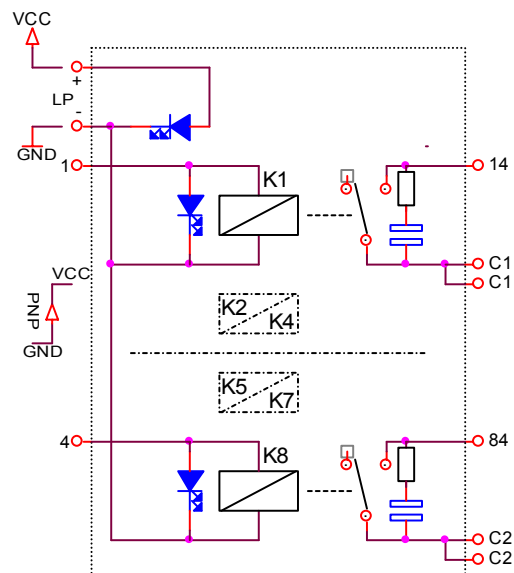 VCC
+
LP
-
GND
1
K1
14
C1
C1
VCC
PNP
GND
K2
K4
K5
K7
4
K8
84
C2
C2